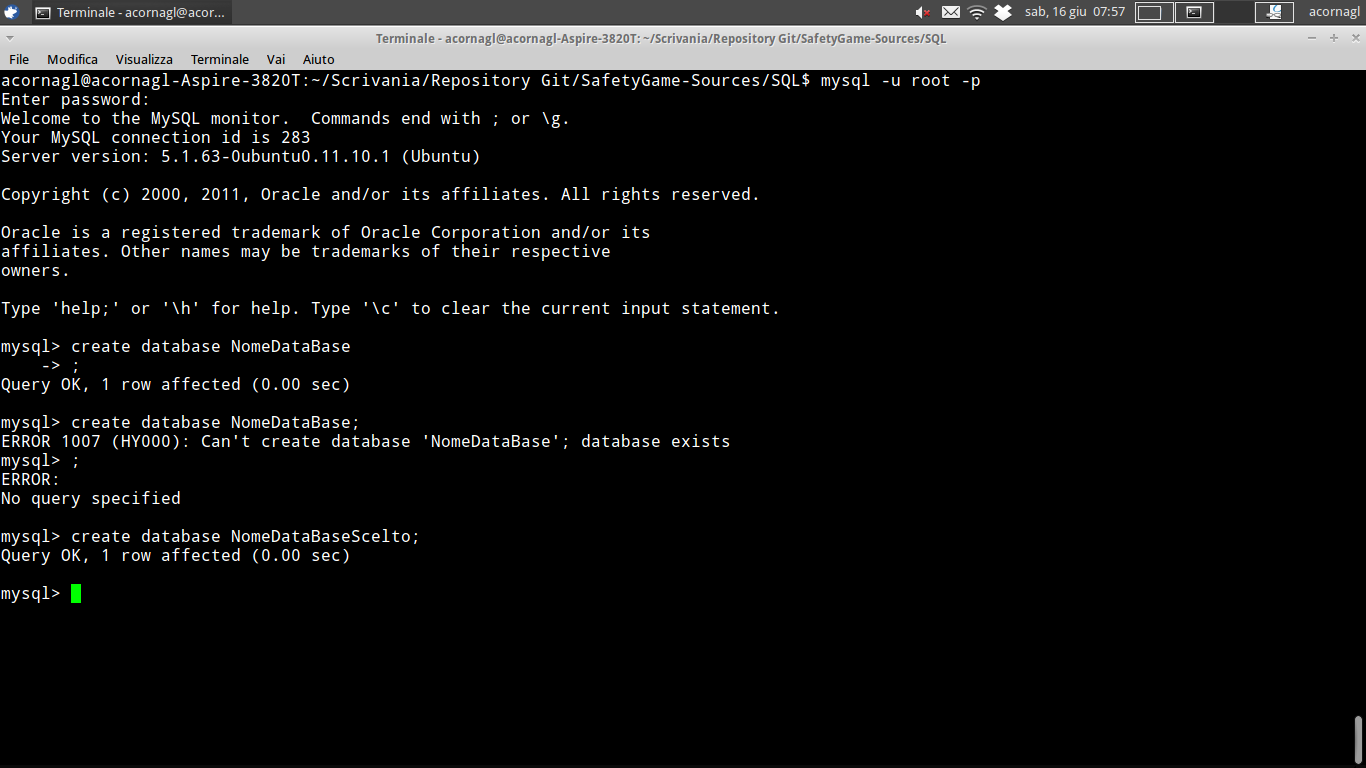 Terminale - acornagl@acor...
sab, 16 giu 07:57
acornagl
Terminale - acornagl@acornagl-Aspire-3820T: ~/Scrivania/Repository Git/SafetyGame-Sources/SQL
File Modifica Visualizza Terminale Vai Aiuto
acornagl@acornagl-Aspire-3820T:~/Scrivania/Repository Git/SafetyGame-Sources/SQL$ mysql -u root -p
Enter password:
Welcome to the MySQL monitor.  Commands end with ; or \g.
Your MySQL connection id is 283
Server version: 5.1.63-0ubuntu0.11.10.1 (Ubuntu)
Copyright (c) 2000, 2011, Oracle and/or its affiliates. All rights reserved.
Oracle is a registered trademark of Oracle Corporation and/or its
affiliates. Other names may be trademarks of their respective
owners.
Type 'help;' or '\h' for help. Type '\c' to clear the current input statement.
mysql> create database NomeDataBase
    -> ;
Query OK, 1 row affected (0.00 sec)
mysql> create database NomeDataBase;
ERROR 1007 (HY000): Can't create database 'NomeDataBase'; database exists
mysql> ;
ERROR:
No query specified
mysql> create database NomeDataBaseScelto;
Query OK, 1 row affected (0.00 sec)
mysql>